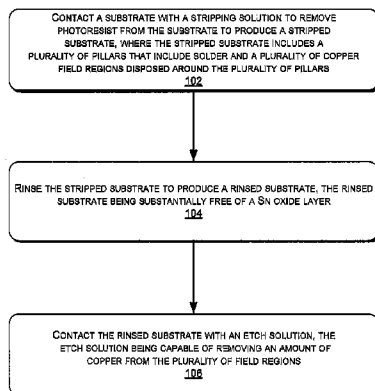 CONTACT A SUBSTRATE WITH A STRIPPING SOLUTION TO REMOVE
PHOTORESIST FROM THE SUBSTRATE TO PRODUCE A STRIPPED
SUBSTRATE, WHERE THE STRIPPED SUBSTRATE INCLUDES A
PLURALITY OF PILLARS THAT INCLUDE SOLDER AND A PLURALITY OF COPPER
FIELD REGIONS DISPOSED AROUND THE PLURALITY OF PILLARS
102
RINSE THE STRIPPED SUBSTRATE TO PRODUCE A RINSED SUBSTRATE, THE RINSED
SUBSTRATE BEING SUBSTANTIALLY FREE OF A SN OXIDE LAYER
104
CONTACT THE RINSED SUBSTRATE WITH AN ETCH SOLUTION, THE
ETCH SOLUTION BEING CAPABLE OF REMOVING AN AMOUNT OF
COPPER FROM THE PLURALITY OF FIELD REGIONS
106